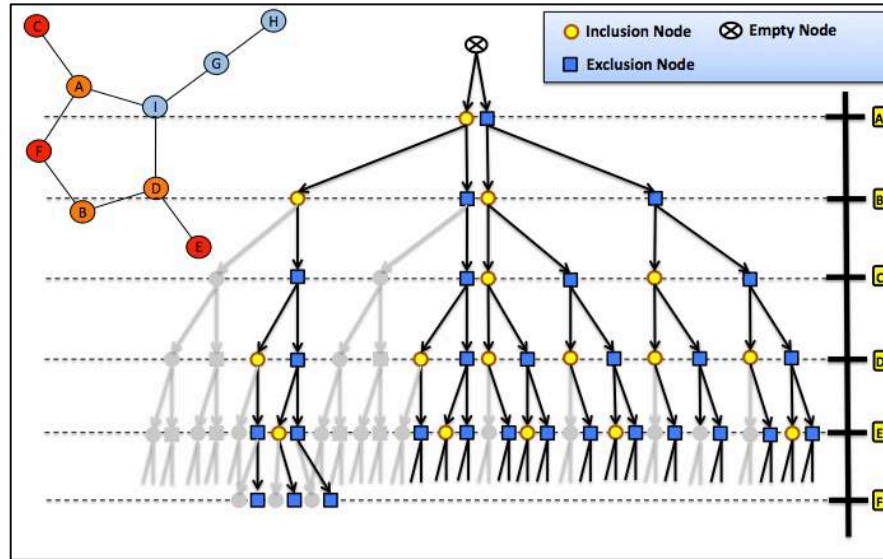 H
C
Inclusion Node
Empty Node
G
Exclusion Node
A
I
A
F
D
B
B
E
C
D
E
F